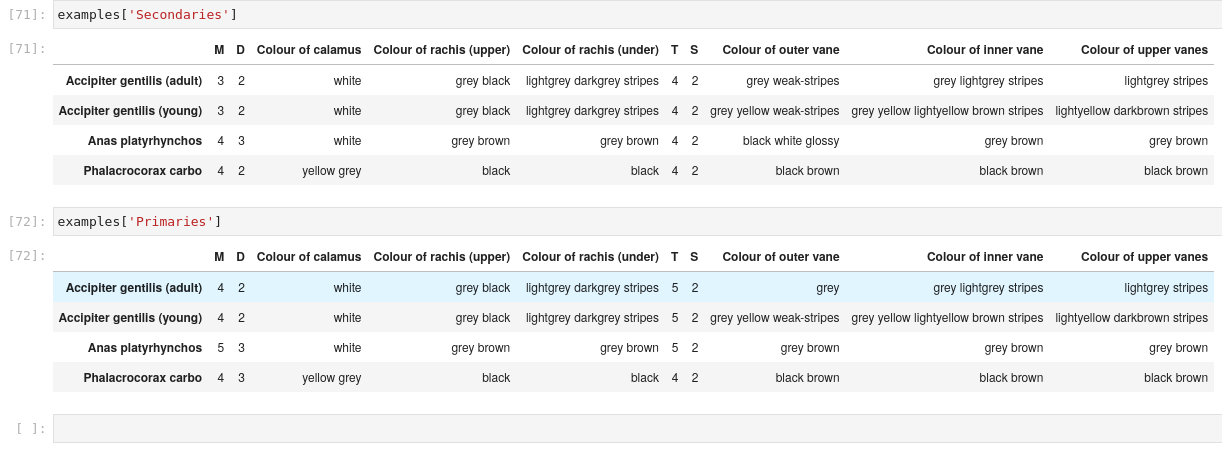 [71]: examples['Secondaries']
[71]: M D Colour of calamus Colour of rachis (upper) Colour of rachis (under) T S Colour of outer vane Colour of inner vane Colour of upper vanes
Accipiter gentilis (adult) 3 2 white grey black lightgrey darkgrey stripes 4 2 grey weak-stripes grey lightgrey stripes lightgrey stripes
Accipiter gentilis (young) 3 2 white grey black lightgrey darkgrey stripes 4 2 grey yellow weak-stripes grey yellow lightyellow brown stripes lightyellow darkbrown stripes
Anas platyrhynchos 4 3 white grey brown grey brown 4 2 black white glossy grey brown grey brown
Phalacrocorax carbo 4 2 yellow grey black black 4 2 black brown black brown black brown
[72]: examples['Primaries']
[72]: M D Colour of calamus Colour of rachis (upper) Colour of rachis (under) T S Colour of outer vane Colour of inner vane Colour of upper vanes
Accipiter gentilis (adult) 4 2 white grey black lightgrey darkgrey stripes 5 2 grey grey lightgrey stripes lightgrey stripes
Accipiter gentilis (young) 4 2 white grey black lightgrey darkgrey stripes 5 2 grey yellow weak-stripes grey yellow lightyellow brown stripes lightyellow darkbrown stripes
Anas platyrhynchos 5 3 white grey brown grey brown 5 2 grey brown grey brown grey brown
Phalacrocorax carbo 4 3 yellow grey black black 4 2 black brown black brown black brown
[ ]: